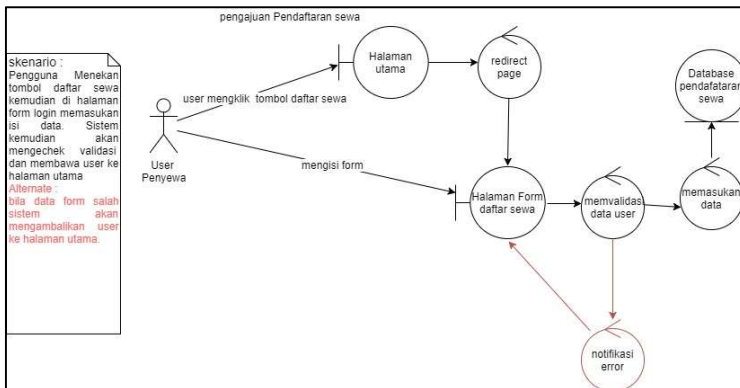 pengajuan Pendaftaran sewa
skenario :
Pengguna Menekan
tombol daftar sewa
kemudian di halaman
form login memasukan
isi data. Sistem
kemudian akan
mengechek validasi
dan membawa user ke
halaman utama
Alternate :
bila data form salah
sistem akan
mengambalikan user
ke halaman utama.
user mengklik tombol daftar sewa
User
Penyewa
mengisi form
Halaman
utama
redirect
page
Database
pendafataran
sewa
Halaman Form
daftar sewa
memvalidasi
data user
memasukan
data
notifikasi
error